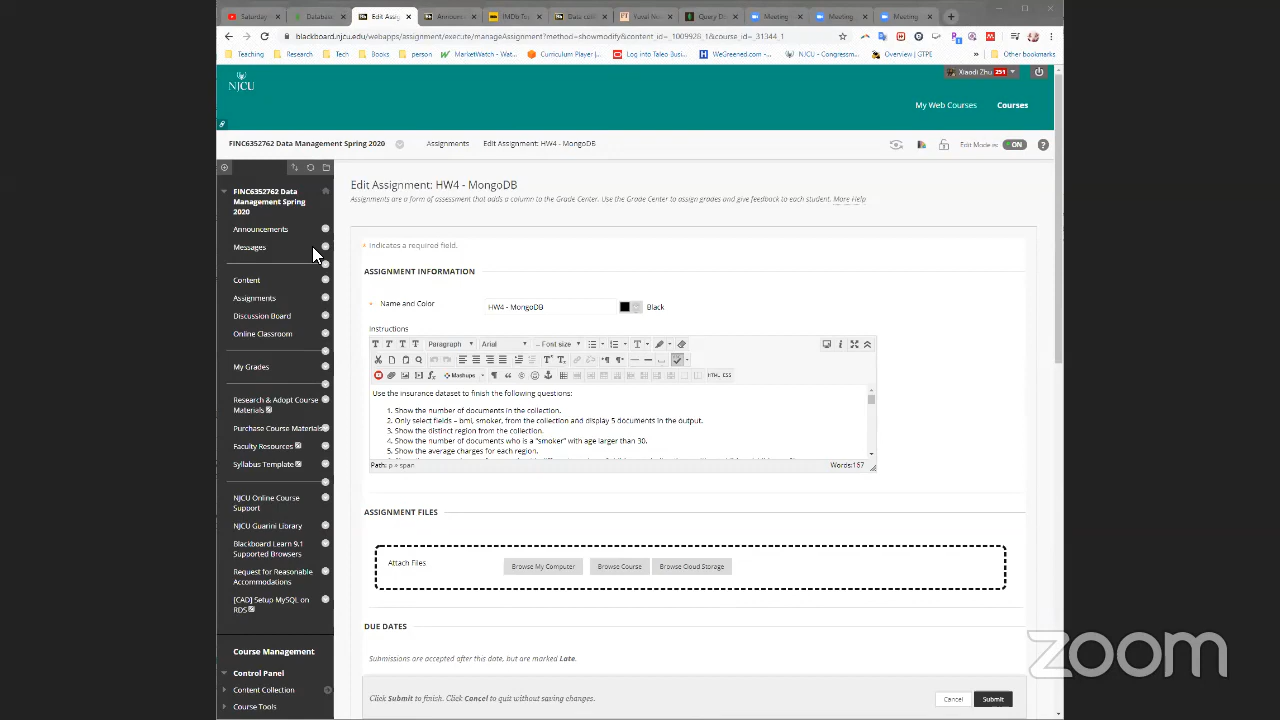 Saturday
Database
Edit Assig
Announc
IMDb To
Data coll
Yuval No
Query D
Meeting
Meeting
Meeting
blackboard.njcu.edu/webapps/assignment/execute/manageAssignment?method=showmodify&content_id=_1009926_1&course_id=_31344_1
Teaching
Research
Tech
Books
person
MarketWatch - Wat...
Curriculum Player |...
Log into Taleo Busi...
WeGreened.com -...
NJCU - Commerci...
Overview | GTPE
»
Other bookmarks
NJCU
Xiaodi Zhu 251
My Web Courses
Courses
FINC6352762 Data Management Spring 2020
Assignments
Edit Assignment: HW4 - MongoDB
Edit Mode is:
ON
?
FINC6352762 Data
Management Spring
2020
Announcements
Messages
Content
Assignments
Discussion Board
Online Classroom
My Grades
Research & Adopt Course
Materials
Purchase Course Materials
Faculty Resources
Syllabus Template
NJCU Online Course
Support
NJCU Guarini Library
Blackboard Learn 9.1
Supported Browsers
Request for Reasonable
Accommodations
[CAD] Setup MySQL on
RDS
Course Management
Control Panel
Content Collection
Course Tools
Edit Assignment: HW4 - MongoDB
Assignments are a form of assessment that adds a column to the Grade Center. Use the Grade Center to assign grades and give feedback to each student. More Help
* Indicates a required field.
ASSIGNMENT INFORMATION
* Name and Color
HW4 - MongoDB
Black
Instructions
T T T T Paragraph Arial -- Font size
Mashups
HTML CSS
Use the insurance dataset to finish the following questions:
1. Show the number of documents in the collection.
2. Only select fields – bmi, smoker, from the collection and display 5 documents in the output.
3. Show the distinct region from the collection.
4. Show the number of documents who is a "smoker" with age larger than 30.
5. Show the average charges for each region.
Path: p » span
Words:167
ASSIGNMENT FILES
Attach Files
Browse My Computer
Browse Course
Browse Cloud Storage
DUE DATES
Submissions are accepted after this date, but are marked Late.
Click Submit to finish. Click Cancel to quit without saving changes.
Cancel
Submit
zoom